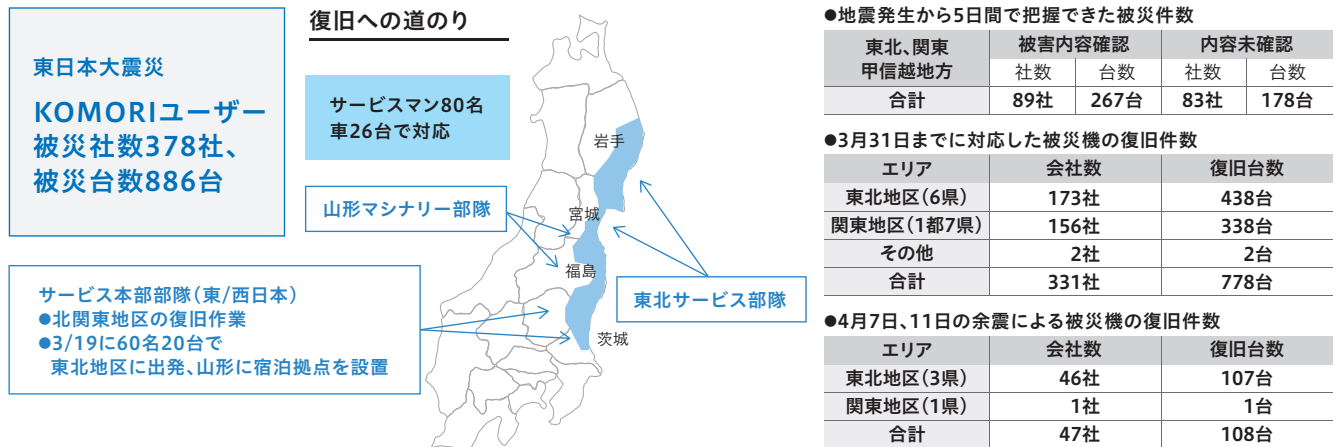 東日本大震災
KOMORIユーザー
被災社数378社、
被災台数886台
復旧への道のり
サービスマン80名
車26台で対応
岩手
宮城
福島
茨城
山形マシナリー部隊
東北サービス部隊
サービス本部部隊（東/西日本）
●北関東地区の復旧作業
●3/19に60名20台で
東北地区に出発、山形に宿泊拠点を設置
●地震発生から5日間で把握できた被災件数
東北、関東 被害内容確認 内容未確認
甲信越地方 社数 台数 社数 台数
合計 89社 267台 83社 178台
●3月31日までに対応した被災機の復旧件数
エリア 会社数 復旧台数
東北地区（6県） 173社 438台
関東地区（1都7県） 156社 338台
その他 2社 2台
合計 331社 778台
●4月7日、11日の余震による被災機の復旧件数
エリア 会社数 復旧台数
東北地区（3県） 46社 107台
関東地区（1県） 1社 1台
合計 47社 108台